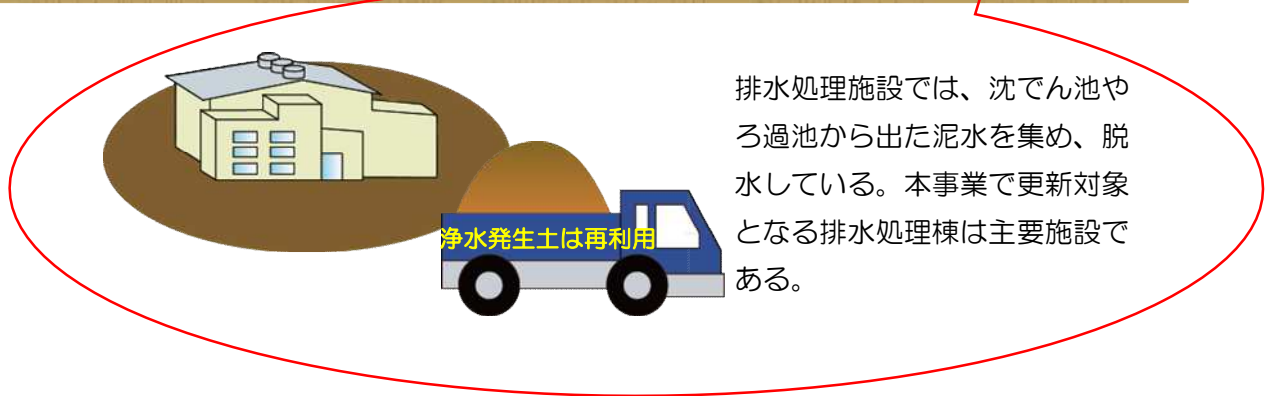 排水処理施設では、沈でん池や
ろ過池から出た泥水を集め、脱
水している。本事業で更新対象
となる排水処理棟は主要施設で
ある。
浄水発生土は再利用